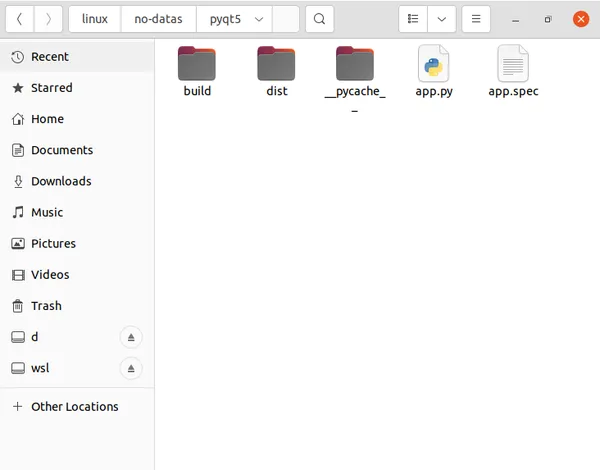 linux no-datas pyqt5
Recent
Starred
Home
Documents
Downloads
Music
Pictures
Videos
Trash
d
wsl
Other Locations
build dist __pycache_ app.py app.spec
_